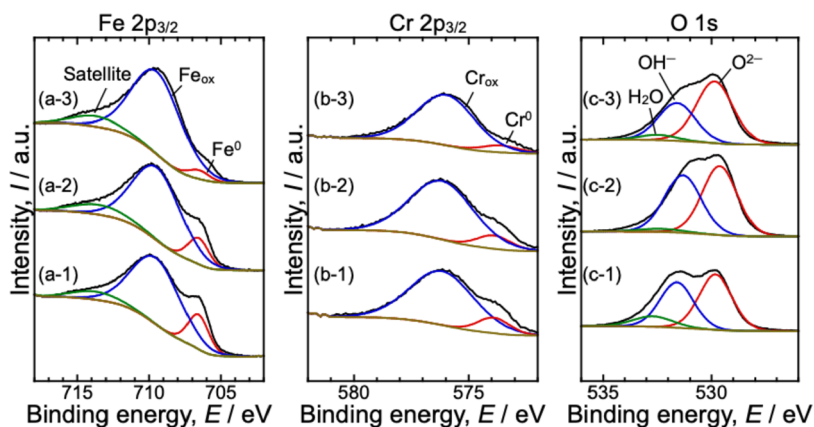 Fe 2p₃/₂
Cr 2p₃/₂
O 1s
Intensity, I / a.u.
Satellite
Feₒₓ
Fe⁰
(a-3)
(a-2)
(a-1)
715
710
705
Binding energy, E / eV
Intensity, I / a.u.
Crₒₓ
Cr⁰
(b-3)
(b-2)
(b-1)
580
575
Binding energy, E / eV
Intensity, I / a.u.
OH⁻
O²⁻
H₂O
(c-3)
(c-2)
(c-1)
535
530
Binding energy, E / eV